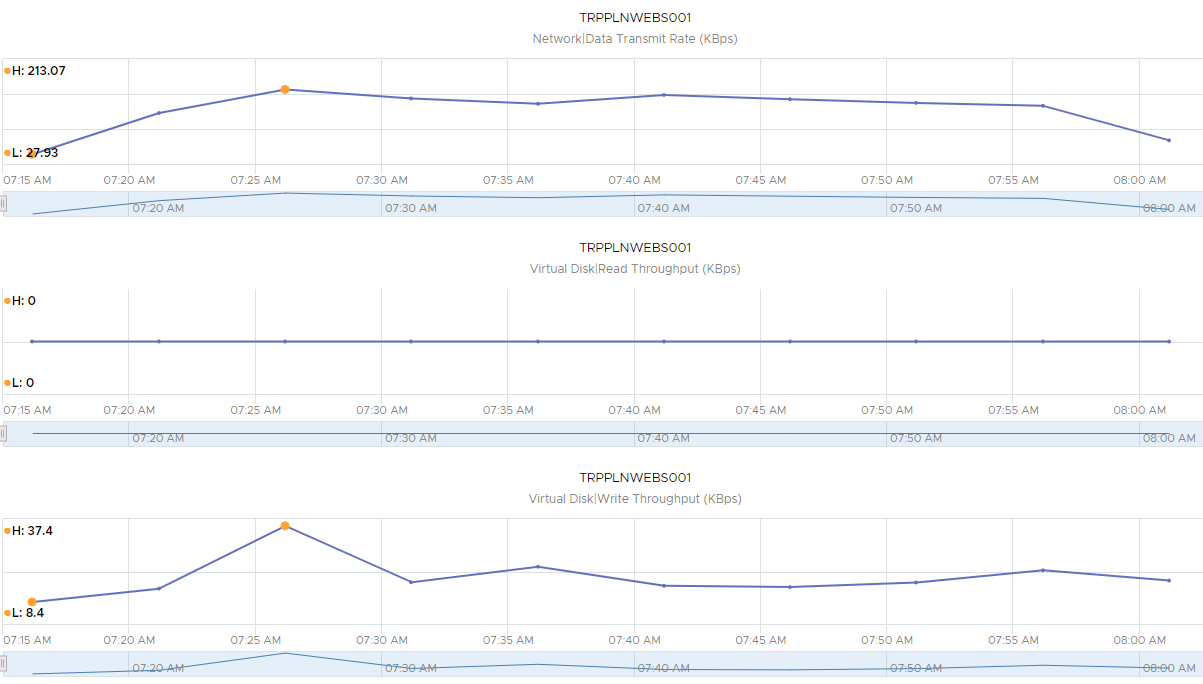 TRPPLNWEBS001
Network|Data Transmit Rate (KBps)
H: 213.07
L: 27.93
07:15 AM 07:20 AM 07:25 AM 07:30 AM 07:35 AM 07:40 AM 07:45 AM 07:50 AM 07:55 AM 08:00 AM
07:20 AM 07:30 AM 07:40 AM 07:50 AM 08:00 AM
TRPPLNWEBS001
Virtual Disk|Read Throughput (KBps)
H: 0
L: 0
07:15 AM 07:20 AM 07:25 AM 07:30 AM 07:35 AM 07:40 AM 07:45 AM 07:50 AM 07:55 AM 08:00 AM
07:20 AM 07:30 AM 07:40 AM 07:50 AM 08:00 AM
TRPPLNWEBS001
Virtual Disk|Write Throughput (KBps)
H: 37.4
L: 8.4
07:15 AM 07:20 AM 07:25 AM 07:30 AM 07:35 AM 07:40 AM 07:45 AM 07:50 AM 07:55 AM 08:00 AM
07:20 AM 07:30 AM 07:40 AM 07:50 AM 08:00 AM